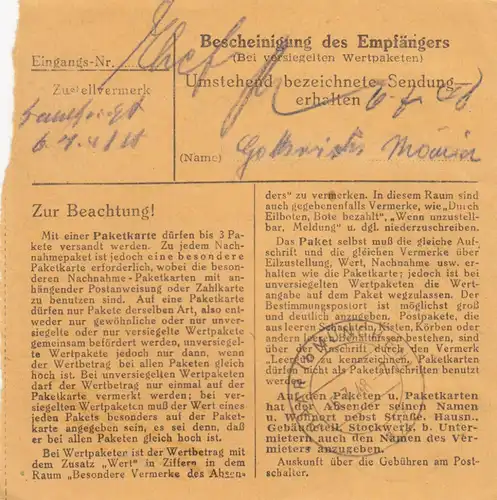 Eingangs-Nr.
Zustellvermerk
Bescheinigung des Empfängers
(Bei versiegelten Wertpaketen)
Umstehend bezeichnete Sendung
erhalten
(Name)
Zur Beachtung!
Mit einer Paketkarte dürfen bis 3 Pa-
kete versandt werden. Zu jedem Nach-
nahmepaket ist jedoch eine besondere
Paketkarte erforderlich, wobei die beson-
deren Nachnahme-Paketkarten mit an-
hängender Postanweisung oder Zahlkarte
zu benutzen sind. Auf eine Paketkarte
dürfen nur Pakete derselben Art, also ent-
weder nur gewöhnliche oder nur unver-
siegelte oder nur versiegelte Wertpakete
gemeinsam befördert werden, unversiegel-
te Wertpakete jedoch nur dann, wenn
der Wertbetrag bei allen Paketen gleich
hoch ist. Bei unversiegelten Wertpaketen
darf der Wertbetrag nur einmal auf der
Paketkarte vermerkt werden; bei ver-
siegelten Wertpaketen muß der Wert eines
jeden Pakets besonders auf der Paket-
karte angegeben sein, es sei denn, daß
er bei allen Paketen gleich hoch ist.
Bei Wertpaketen ist der Wertbetrag mit
dem Zusatz „Wert" in Ziffern in dem
Raum „Besondere Vermerke des Absen-
ders" zu vermerken. In diesem Raum sind
auch gegebenenfalls Vermerke, wie „Durch
Eilboten, Bote bezahlt", „Wenn unzustell-
bar, Meldung" u. dgl. niederzuschreiben.
Das Paket selbst muß die gleiche Auf-
schrift und die gleichen Vermerke über
Eilzustellung, Wert, Nachnahme usw. er-
halten wie die Paketkarte; jedoch ist bei
unversiegelten Wertpaketen die Wert-
angabe auf dem Paket wegzulassen. Der
Bestimmungspostort ist möglichst groß
und deutlich anzugeben. Postpakete, die
aus leeren Schachteln, Kisten, Körben oder
andern leeren Umhüllungen bestehen, sind
über der Anschrift durch den Vermerk
„Leer" zu kennzeichnen. Paketkarten
dürfen nicht als Paketaufschriften benutzt
werden.
Auf den Paketen u. Paketkarten
hat der Absender seinen Namen
u. Wohnort nebst Straße, Hausn.,
Gebäudeteil, Stockwerk, b. Unter-
mietern auch den Namen des Ver-
mieters anzugeben.
Auskunft über die Gebühren am Post-
schalter.